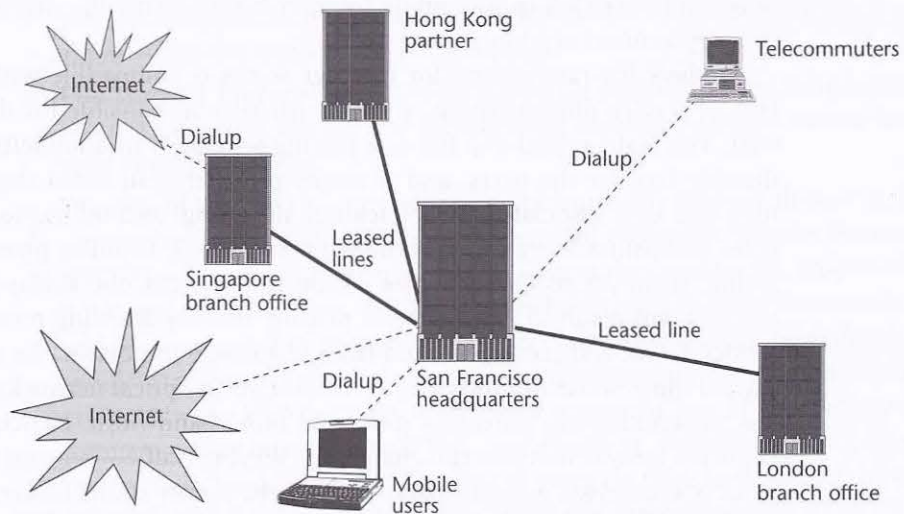 Hong Kong
partner
Telecommuters
Internet
Dialup
Dialup
Leased
lines
Singapore
branch office
Leased line
Dialup
San Francisco
headquarters
Internet
Mobile
users
London
branch office